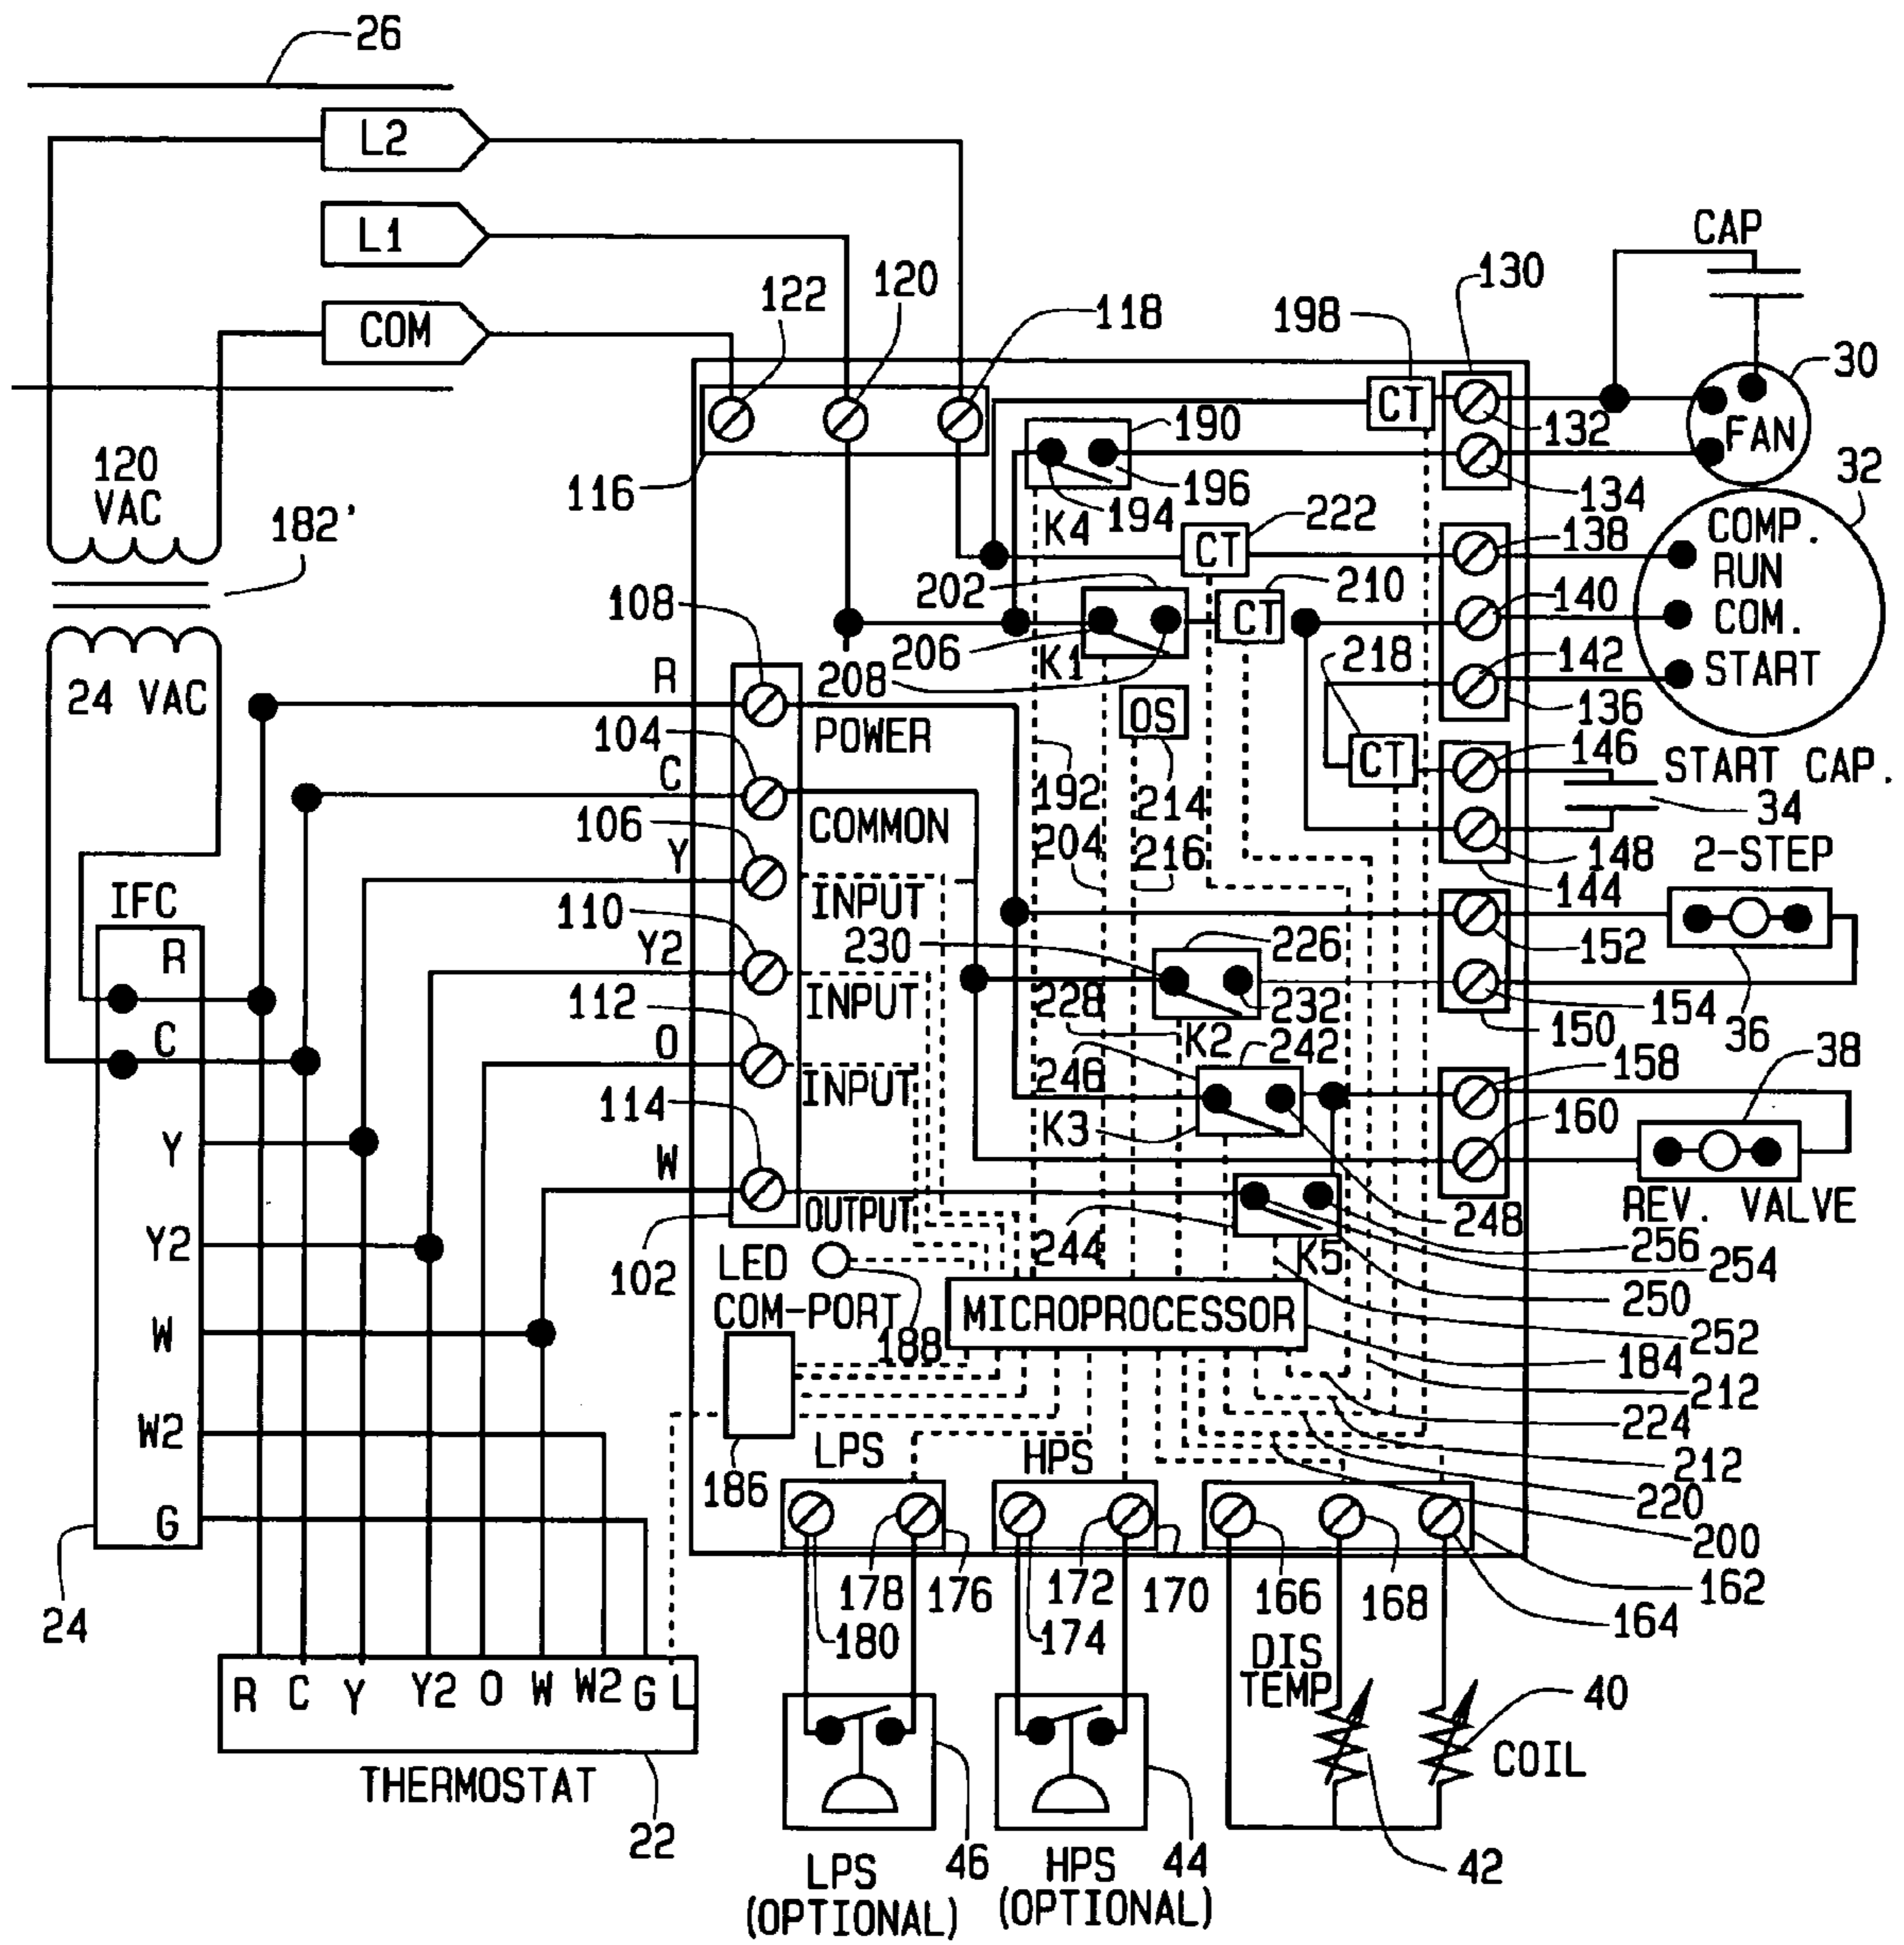 26
L2
L1
CAP
COM
122
120
118
198
130
30
CT
190
132
FAN
120
VAC
116
196
134
32
182'
194
K4
222
CT
138
COMP.
RUN
202
210
CT
140
COM.
108
206
K1
218
142
START
R
208
24 VAC
OS
136
POWER
104
146
START CAP.
C
CT
192
214
34
106
COMMON
Y
204
216
148
2-STEP
IFC
INPUT
144
110
230
226
152
R
Y2
232
154
36
112
INPUT
228
K2
150
C
O
242
38
246
158
114
INPUT
K3
160
Y
W
OUTPUT
248
REV. VALVE
Y2
102
LED
244
K5
256
254
COM-PORT
MICROPROCESSOR
250
W
188
252
184
212
W2
LPS
HPS
224
186
212
G
220
200
24
178
176
172
170
166
168
162
180
174
164
DIS
TEMP
R C Y Y2 O W W2 G L
40
COIL
THERMOSTAT
22
46
44
42
LPS
(OPTIONAL)
HPS
(OPTIONAL)